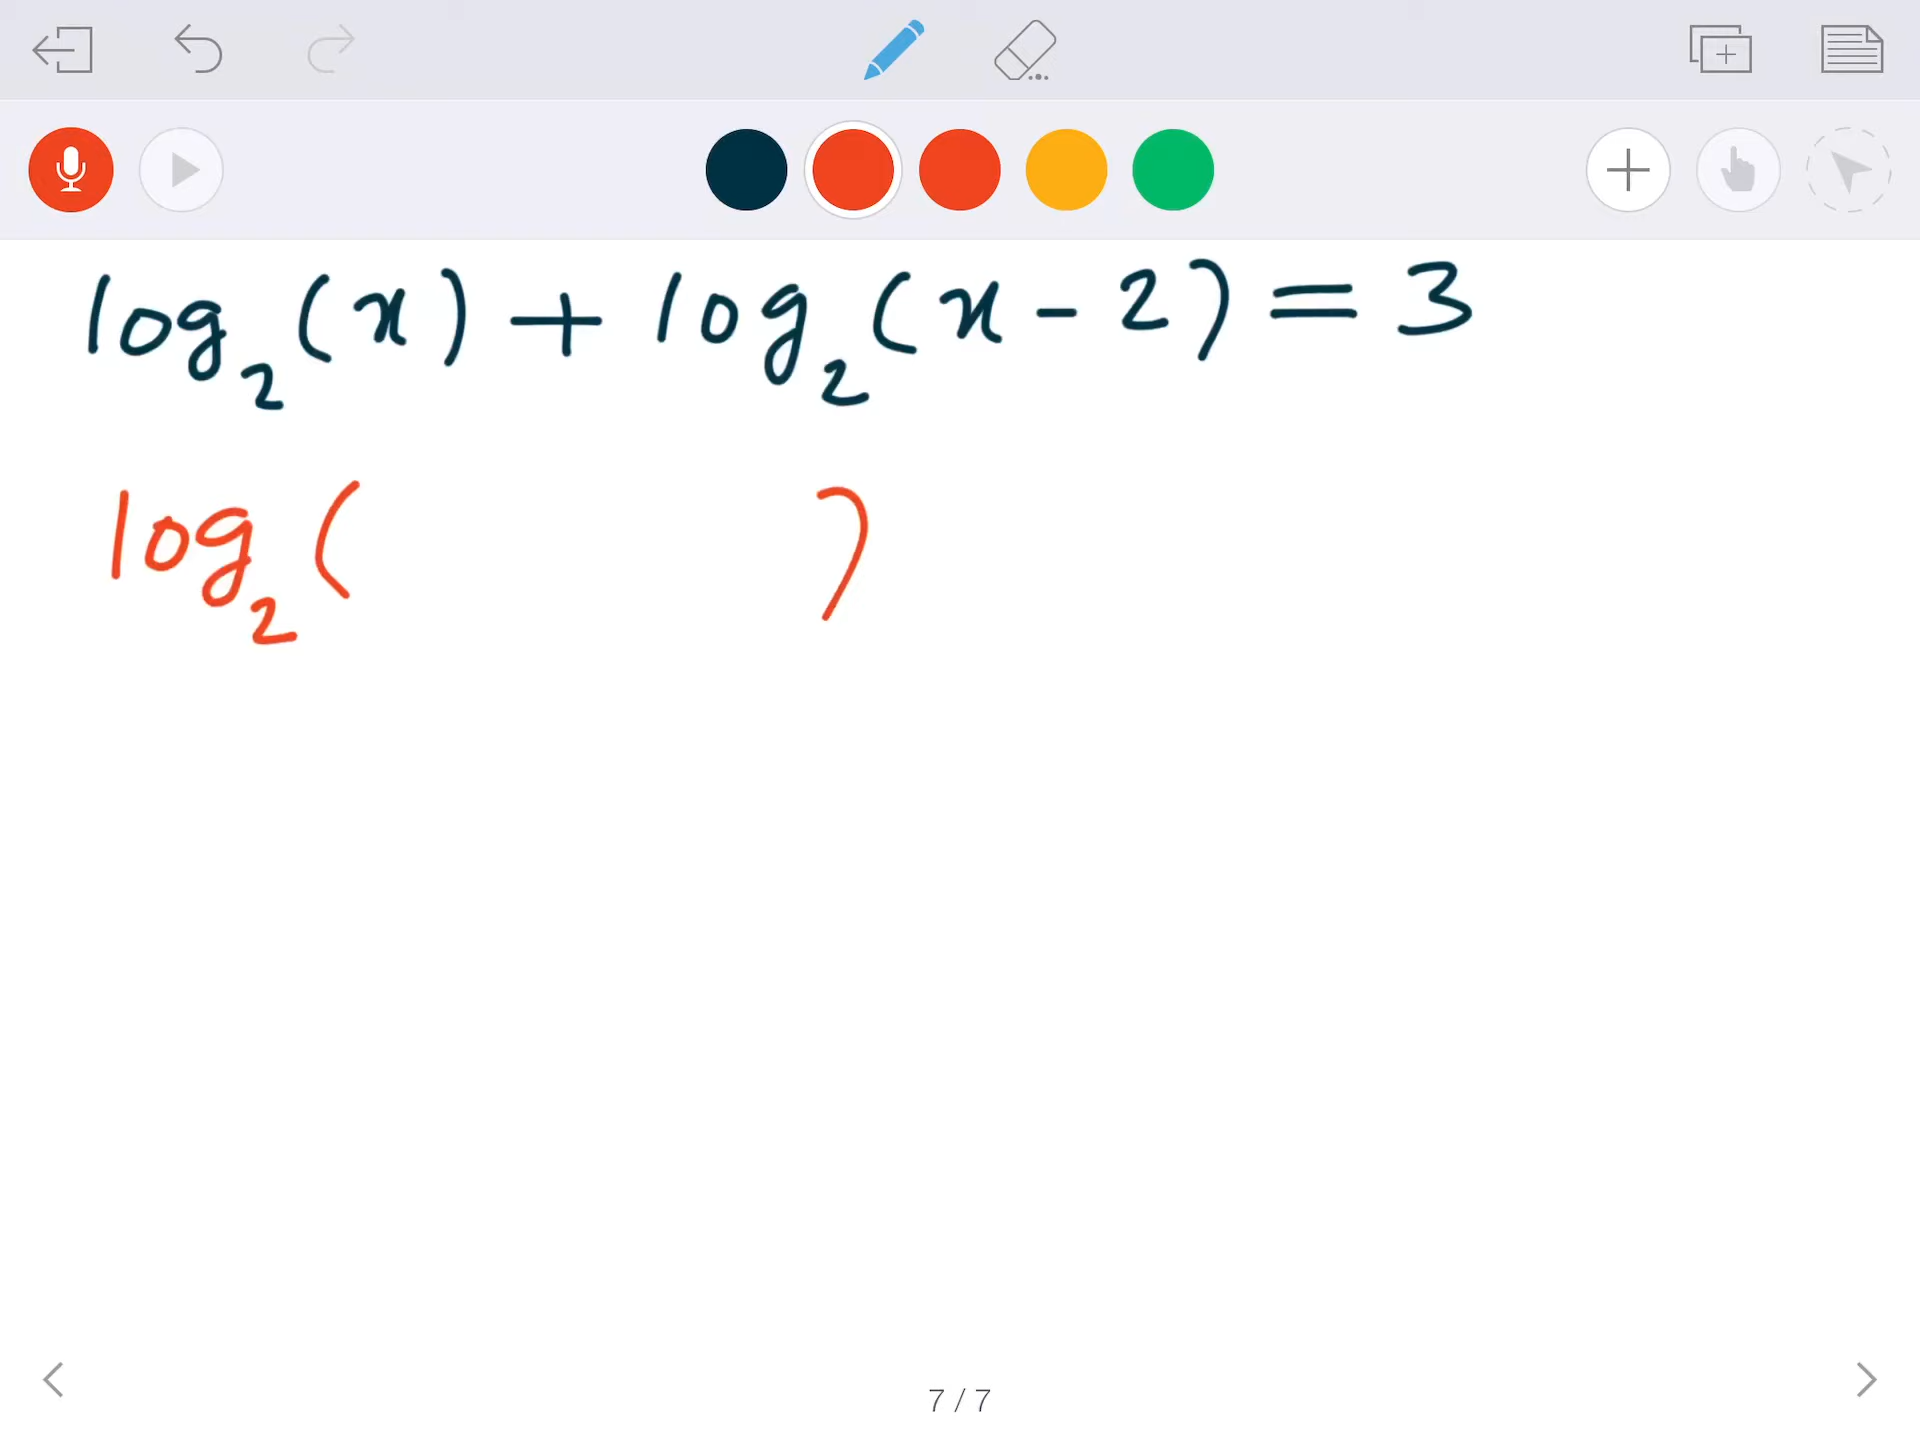 log₂(x) + log₂(x - 2) = 3
log₂(          )
7 / 7